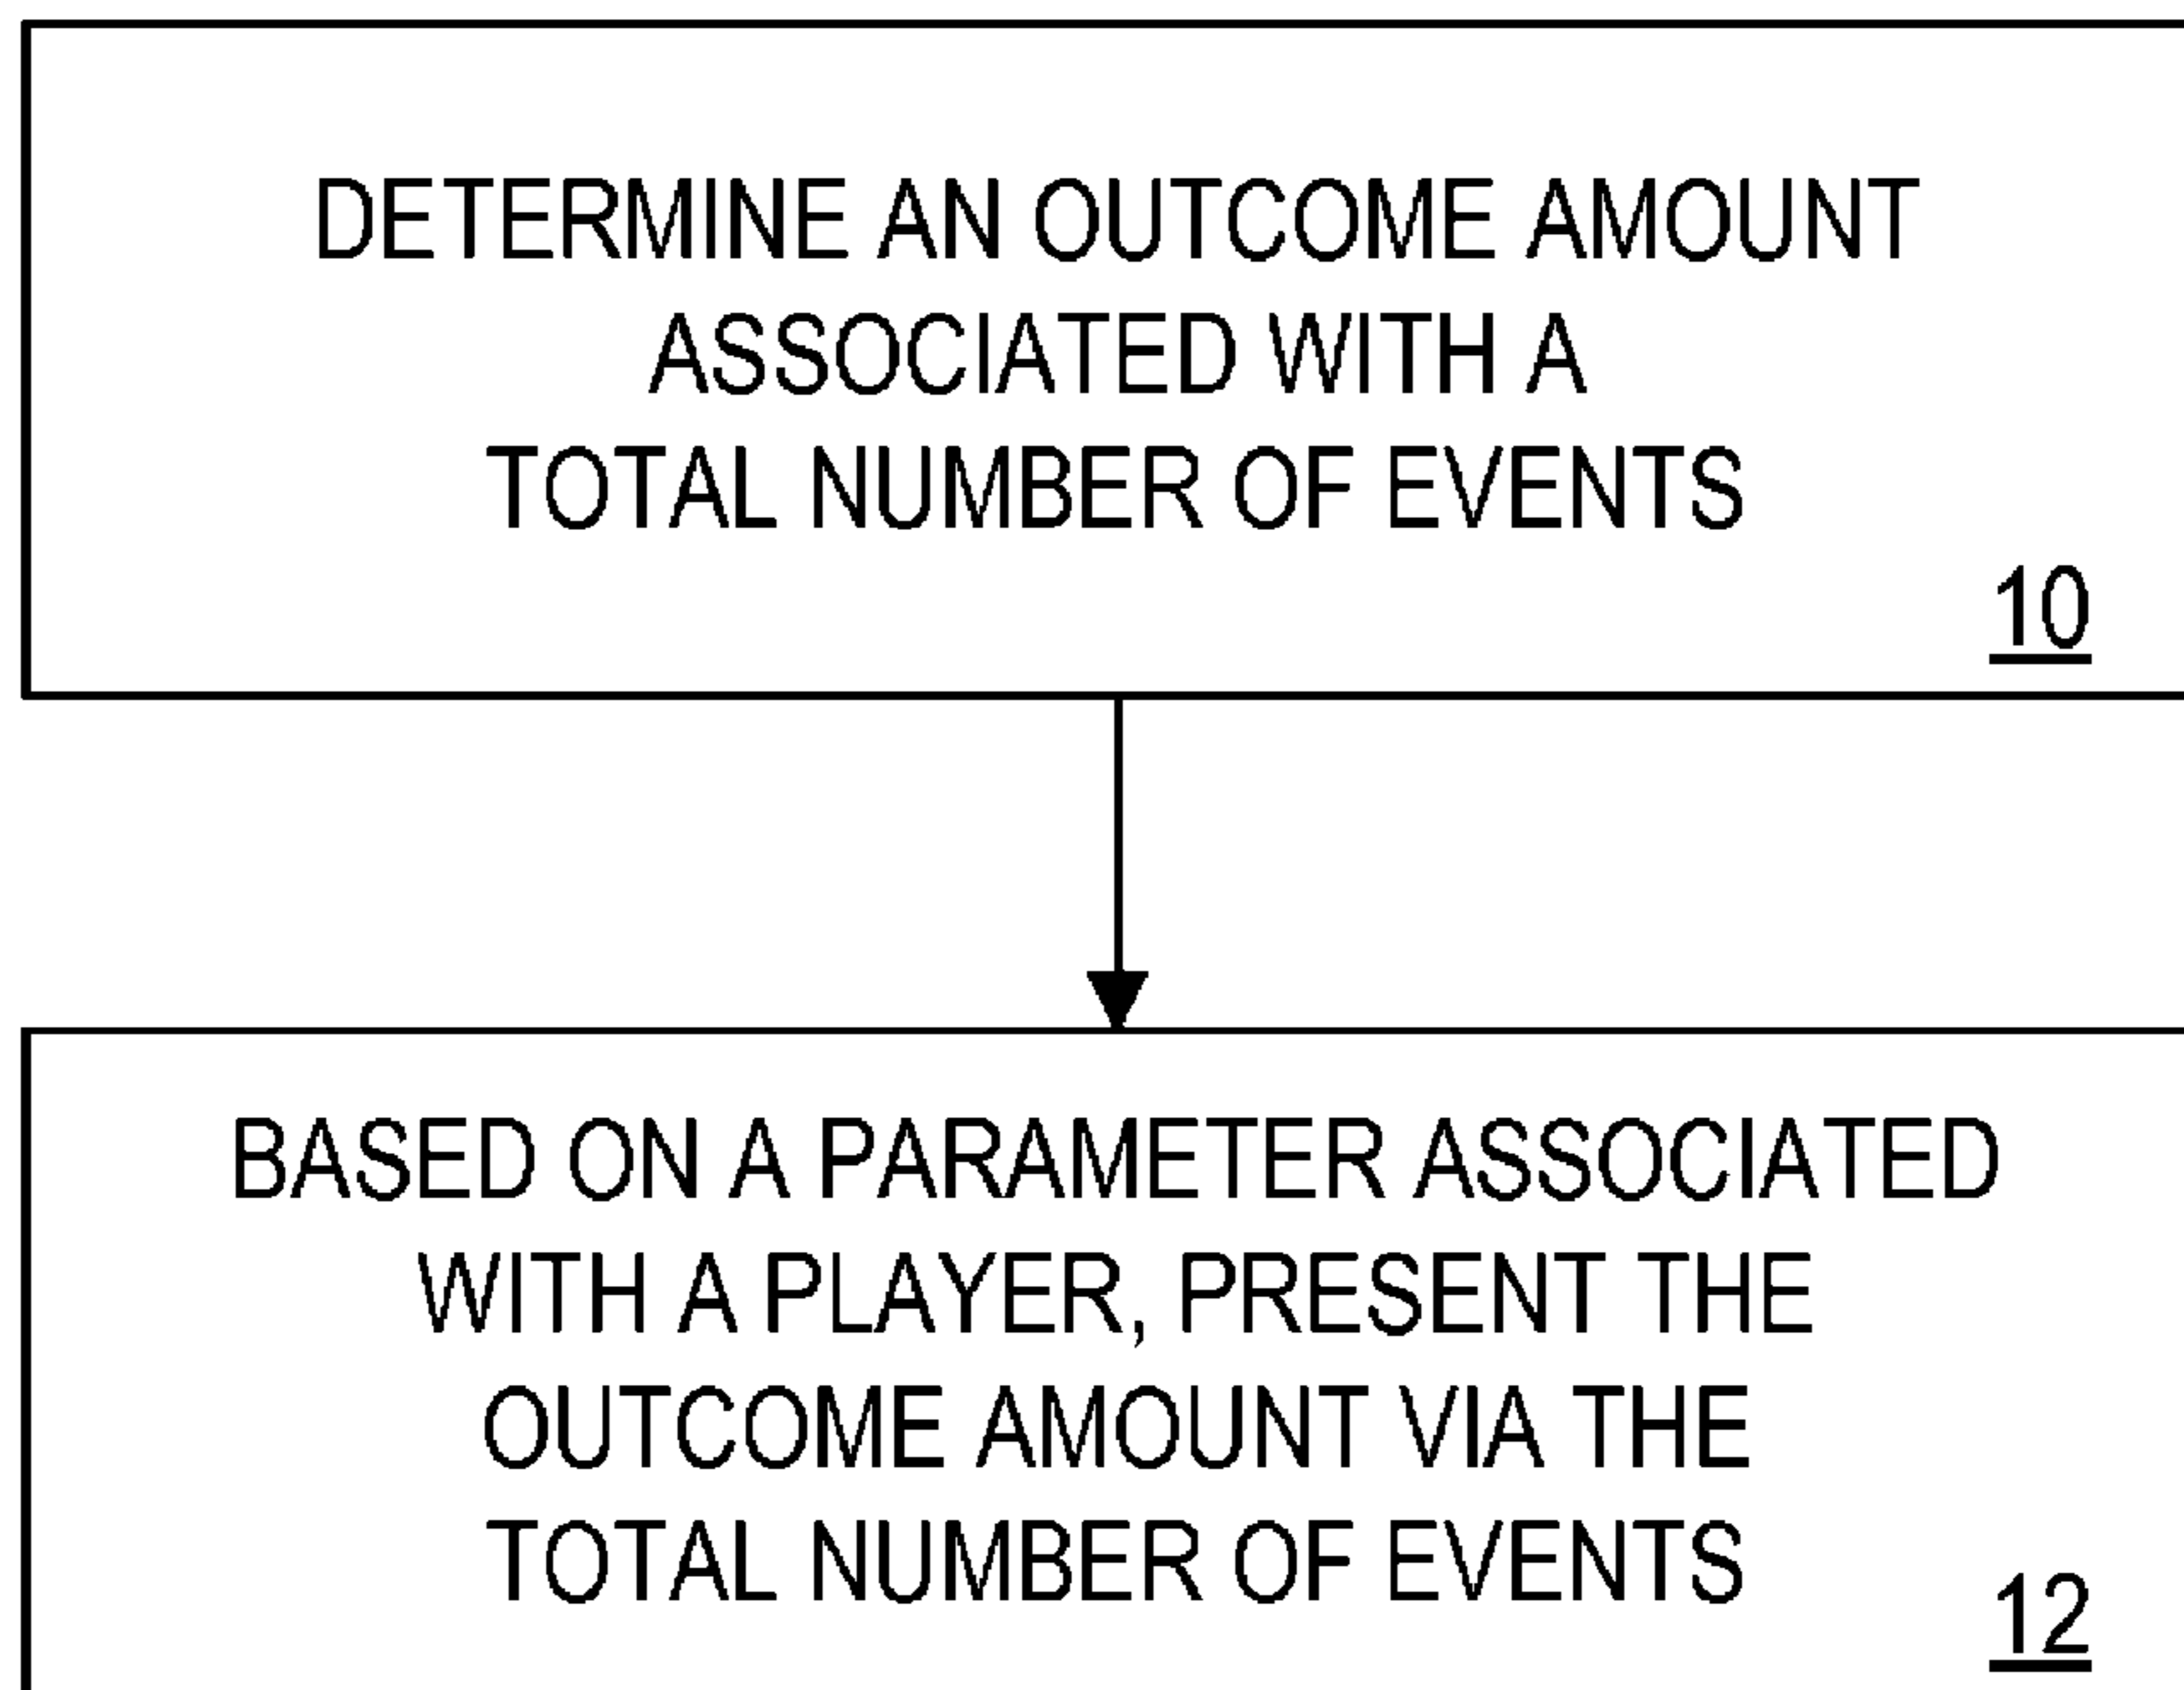 DETERMINE AN OUTCOME AMOUNT
ASSOCIATED WITH A
TOTAL NUMBER OF EVENTS
10
BASED ON A PARAMETER ASSOCIATED
WITH A PLAYER, PRESENT THE
OUTCOME AMOUNT VIA THE
TOTAL NUMBER OF EVENTS
12